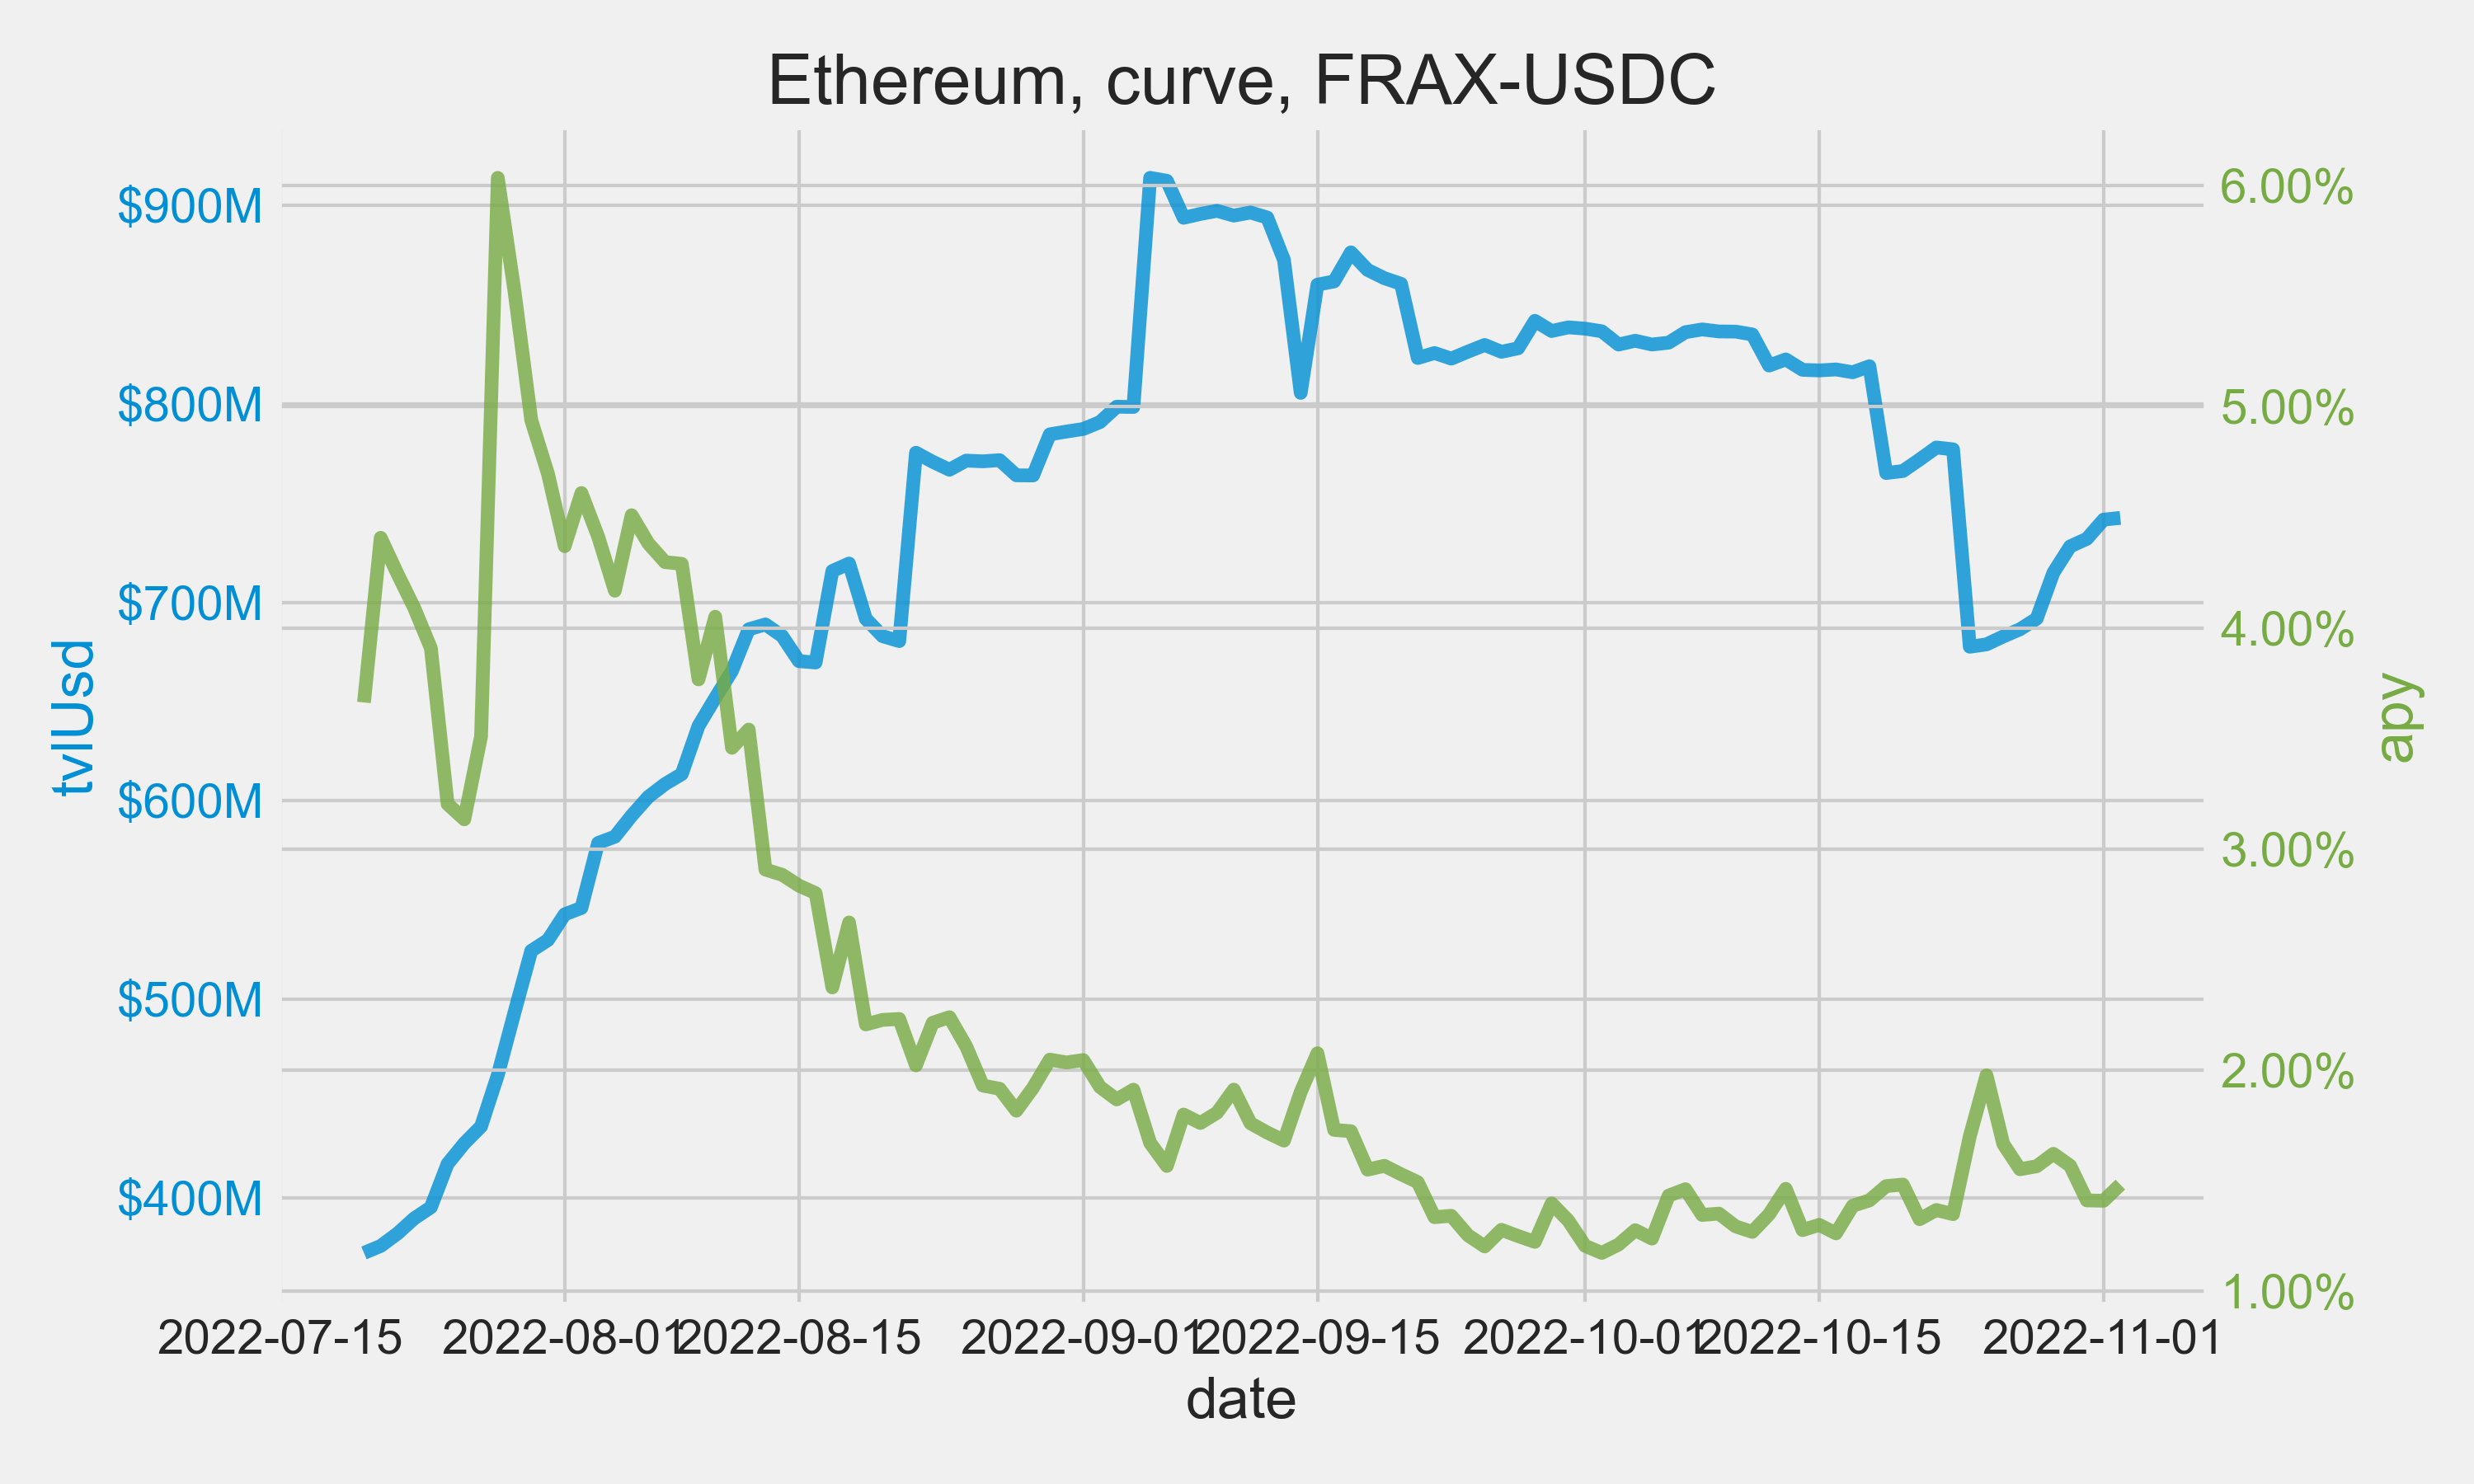 Ethereum, curve, FRAX-USDC
$900M
$800M
$700M
$600M
$500M
$400M
tvlUsd
6.00%
5.00%
4.00%
3.00%
2.00%
1.00%
apy
2022-07-15 2022-08-01 2022-08-15 2022-09-01 2022-09-15 2022-10-01 2022-10-15 2022-11-01
date